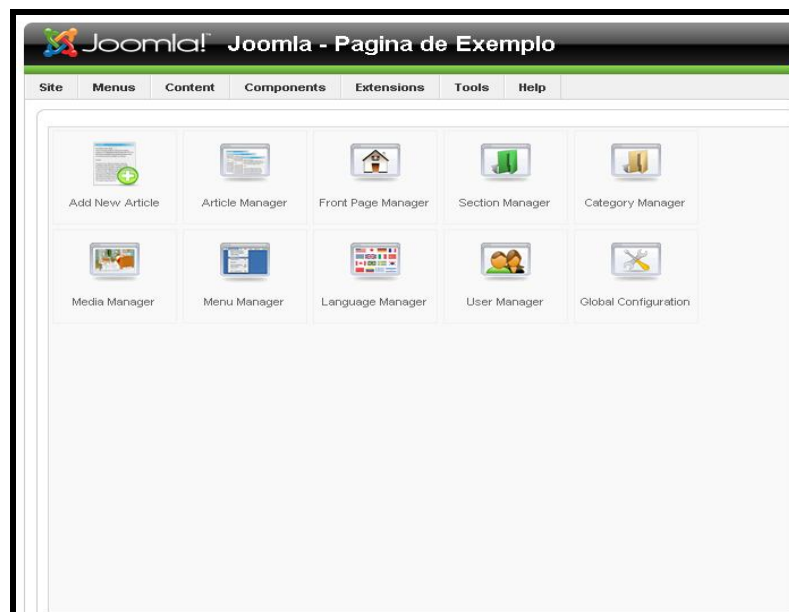 Joomla! Joomla - Pagina de Exemplo
Site Menus Content Components Extensions Tools Help
Add New Article Article Manager Front Page Manager Section Manager Category Manager
Media Manager Menu Manager Language Manager User Manager Global Configuration